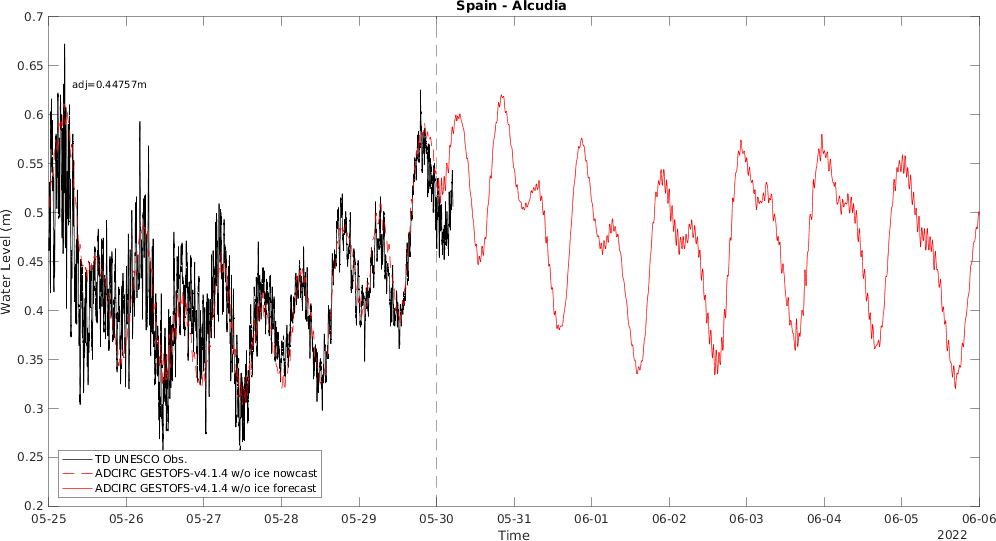 Spain - Alcudia
0.7
0.65
0.6
0.55
0.5
0.45
0.4
0.35
0.3
0.25
0.2
Water Level (m)
adj=0.44757m
TD UNESCO Obs.
ADCIRC GESTOFS-v4.1.4 w/o ice nowcast
ADCIRC GESTOFS-v4.1.4 w/o ice forecast
05-25 05-26 05-27 05-28 05-29 05-30 05-31 06-01 06-02 06-03 06-04 06-05 06-06
Time
2022